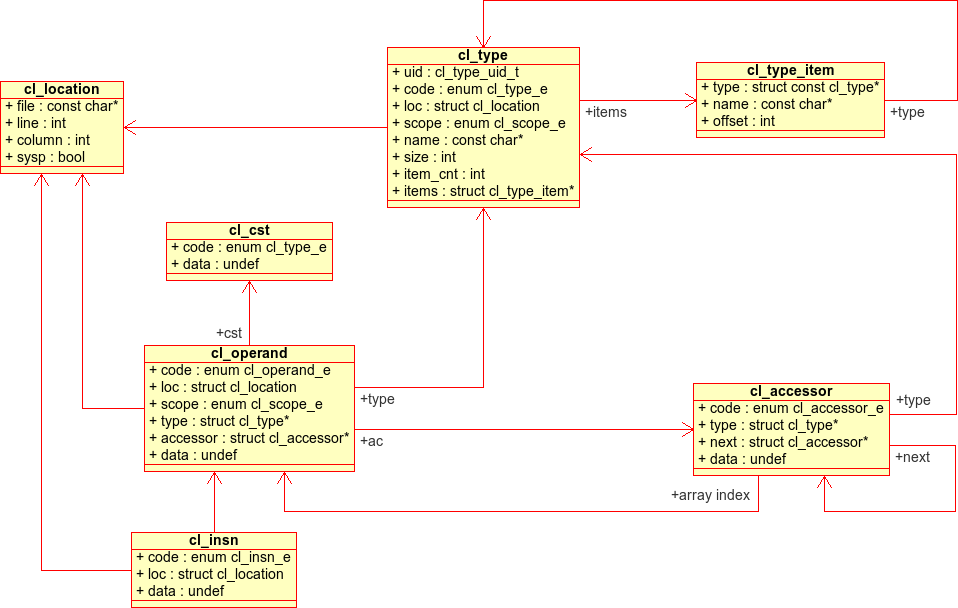 cl_type
+ uid : cl_type_uid_t
+ code : enum cl_type_e
+ loc : struct cl_location
+ scope : enum cl_scope_e
+ name : const char*
+ size : int
+ item_cnt : int
+ items : struct cl_type_item*
cl_type_item
+ type : struct const cl_type*
+ name : const char*
+ offset : int
+items
+type
cl_location
+ file : const char*
+ line : int
+ column : int
+ sysp : bool
cl_cst
+ code : enum cl_type_e
+ data : undef
+cst
cl_operand
+ code : enum cl_operand_e
+ loc : struct cl_location
+ scope : enum cl_scope_e
+ type : struct cl_type*
+ accessor : struct cl_accessor*
+ data : undef
+type
+ac
cl_accessor
+ code : enum cl_accessor_e
+ type : struct cl_type*
+ next : struct cl_accessor*
+ data : undef
+type
+next
+array index
cl_insn
+ code : enum cl_insn_e
+ loc : struct cl_location
+ data : undef